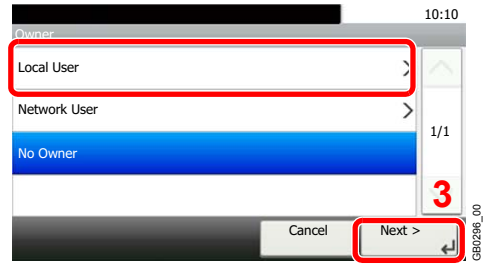 10:10
Owner
Local User
Network User
1/1
No Owner
3
Cancel Next >
GB0296_00